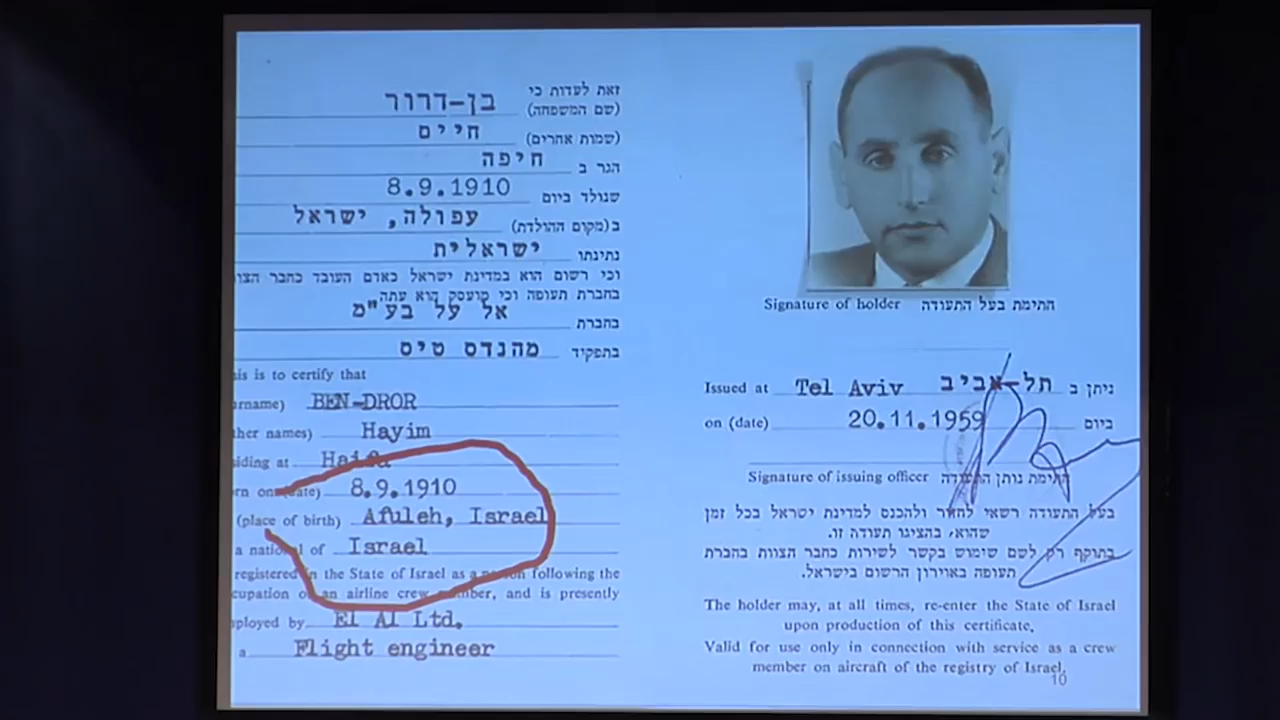 זאת לעדות כי
(שם המשפחה) בן-דרור
(שמות אחרים) חיים
הגר ב חיפה
שנולד ביום 8.9.1910
ב(מקום ההולדת) עפולה, ישראל
נתינתו ישראלית
וכי רשום הוא במדינת ישראל כאדם העובד כחבר הצו
בחברת תעופה וכי מועסק הוא עתה
בחברת אל על בע"מ
בתפקיד מהנדס טיס
is is to certify that
rname) BEN-DROR
her names) Hayim
iding at Haifa
rn on (date) 8.9.1910
(place of birth) Afuleh, Israel
a national of Israel
registered in the State of Israel as a person following the
cupation of an airline crew member, and is presently
ployed by El Al Ltd.
a Flight engineer
Signature of holder חתימת בעל התעודה
Issued at Tel Aviv תל-אביב ניתן ב
on (date) 20.11.1959 ביום
Signature of issuing officer חתימת נותן התעודה
בעל התעודה רשאי לחזור ולהכנס למדינת ישראל בכל זמן
שהוא, בהציגו תעודה זו.
בתוקף רק לשם שימוש בקשר לשירות כחבר הצוות בחברת
תעופה באוירון הרשום בישראל.
The holder may, at all times, re-enter the State of Israel
upon production of this certificate.
Valid for use only in connection with service as a crew
member on aircraft of the registry of Israel.
10